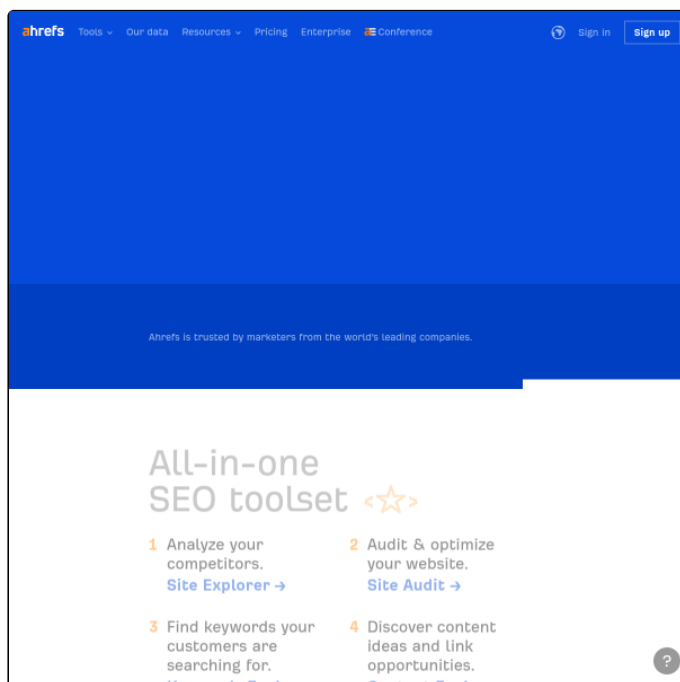 ahrefs Tools Our data Resources Pricing Enterprise Conference Sign in Sign up
Ahrefs is trusted by marketers from the world's leading companies.
All-in-one
SEO toolset <☆>
1 Analyze your
competitors.
Site Explorer →
2 Audit & optimize
your website.
Site Audit →
3 Find keywords your
customers are
searching for.
4 Discover content
ideas and link
opportunities.
?